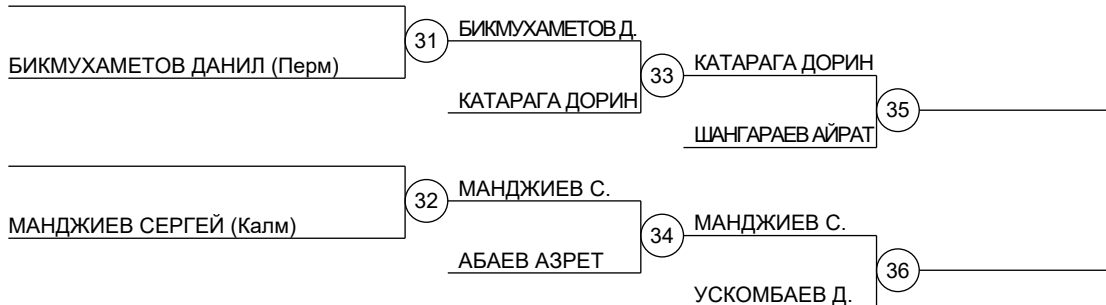 БИКМУХАМЕТОВ ДАНИЛ (Перм)
31
БИКМУХАМЕТОВ Д.
КАТАРАГА ДОРИН
33
КАТАРАГА ДОРИН
ШАНГАРАЕВ АЙРАТ
35
МАНДЖИЕВ СЕРГЕЙ (Калм)
32
МАНДЖИЕВ С.
АБАЕВ АЗРЕТ
34
МАНДЖИЕВ С.
УСКОМБАЕВ Д.
36